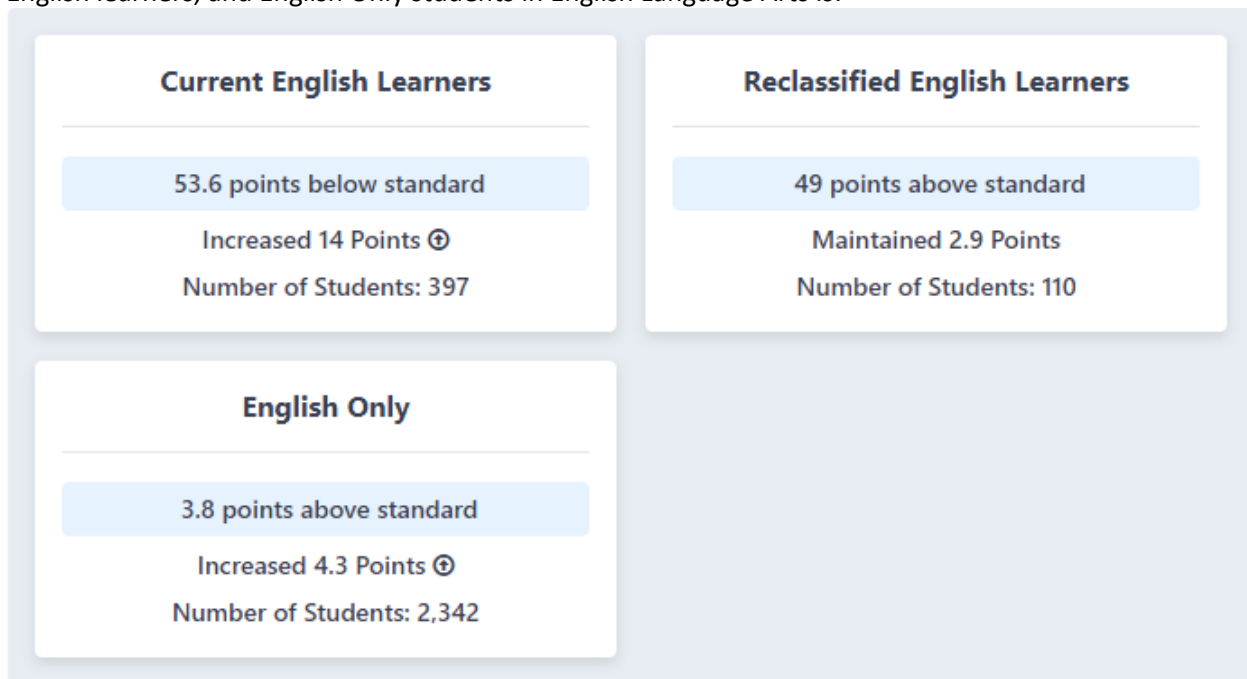 English learners, and English Only students in English Language Arts is:
Current English Learners
53.6 points below standard
Increased 14 Points
Number of Students: 397
Reclassified English Learners
49 points above standard
Maintained 2.9 Points
Number of Students: 110
English Only
3.8 points above standard
Increased 4.3 Points
Number of Students: 2,342